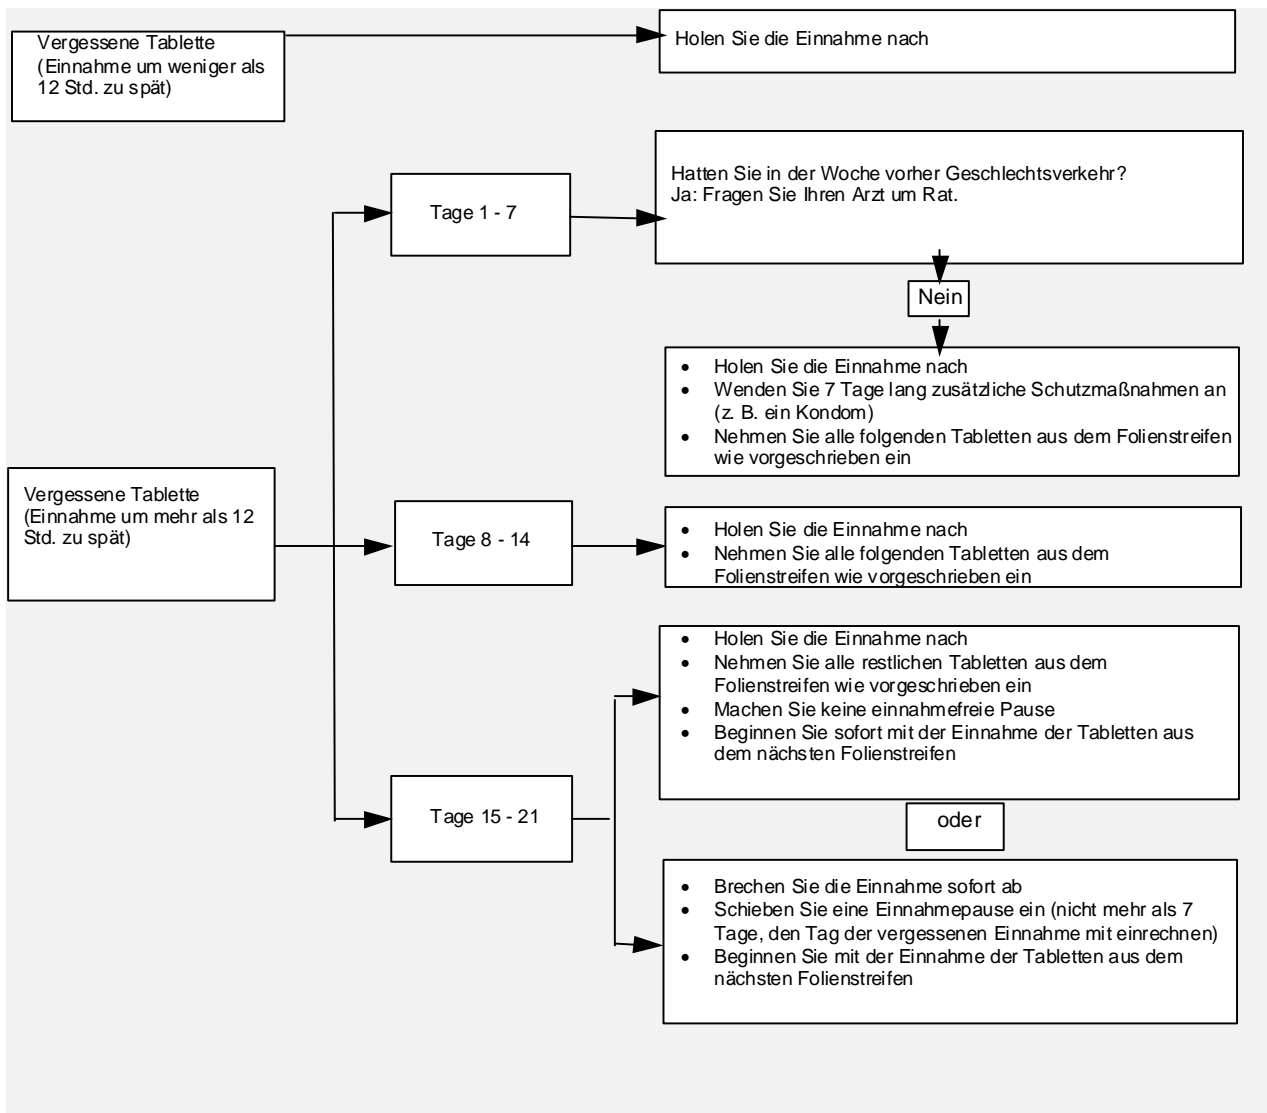 Vergessene Tablette
(Einnahme um weniger als
12 Std. zu spät)
Holen Sie die Einnahme nach
Hatten Sie in der Woche vorher Geschlechtsverkehr?
Ja: Fragen Sie Ihren Arzt um Rat.
Tage 1 - 7
Nein
• Holen Sie die Einnahme nach
• Wenden Sie 7 Tage lang zusätzliche Schutzmaßnahmen an
(z. B. ein Kondom)
• Nehmen Sie alle folgenden Tabletten aus dem Folienstreifen
wie vorgeschrieben ein
Vergessene Tablette
(Einnahme um mehr als 12
Std. zu spät)
Tage 8 - 14
• Holen Sie die Einnahme nach
• Nehmen Sie alle folgenden Tabletten aus dem
Folienstreifen wie vorgeschrieben ein
• Holen Sie die Einnahme nach
• Nehmen Sie alle restlichen Tabletten aus dem
Folienstreifen wie vorgeschrieben ein
• Machen Sie keine einnahmefreie Pause
• Beginnen Sie sofort mit der Einnahme der Tabletten aus
dem nächsten Folienstreifen
Tage 15 - 21
oder
• Brechen Sie die Einnahme sofort ab
• Schieben Sie eine Einnahmepause ein (nicht mehr als 7
Tage, den Tag der vergessenen Einnahme mit einrechnen)
• Beginnen Sie mit der Einnahme der Tabletten aus dem
nächsten Folienstreifen